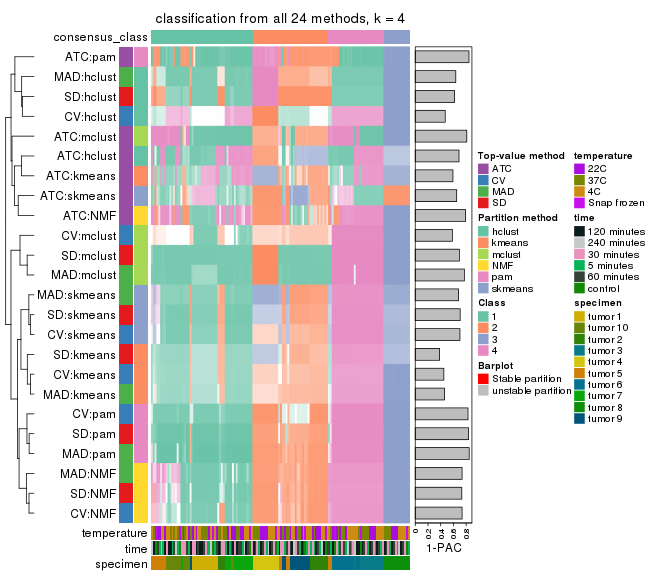 classification from all 24 methods, k = 4
consensus_class
ATC:pam
MAD:hclust
SD:hclust
CV:hclust
ATC:mclust
ATC:hclust
ATC:kmeans
ATC:skmeans
ATC:NMF
CV:mclust
SD:mclust
MAD:mclust
MAD:skmeans
SD:skmeans
CV:skmeans
SD:kmeans
CV:kmeans
MAD:kmeans
CV:pam
SD:pam
MAD:pam
MAD:NMF
SD:NMF
CV:NMF
temperature
time
specimen
0 0.2 0.4 0.6 0.8
1-PAC
Top-value method
ATC
CV
MAD
SD
Partition method
hclust
kmeans
mclust
NMF
pam
skmeans
Class
1
2
3
4
Barplot
Stable partition
unstable partition
temperature
22C
37C
4C
Snap frozen
time
120 minutes
240 minutes
30 minutes
5 minutes
60 minutes
control
specimen
tumor 1
tumor 10
tumor 2
tumor 3
tumor 4
tumor 5
tumor 6
tumor 7
tumor 8
tumor 9